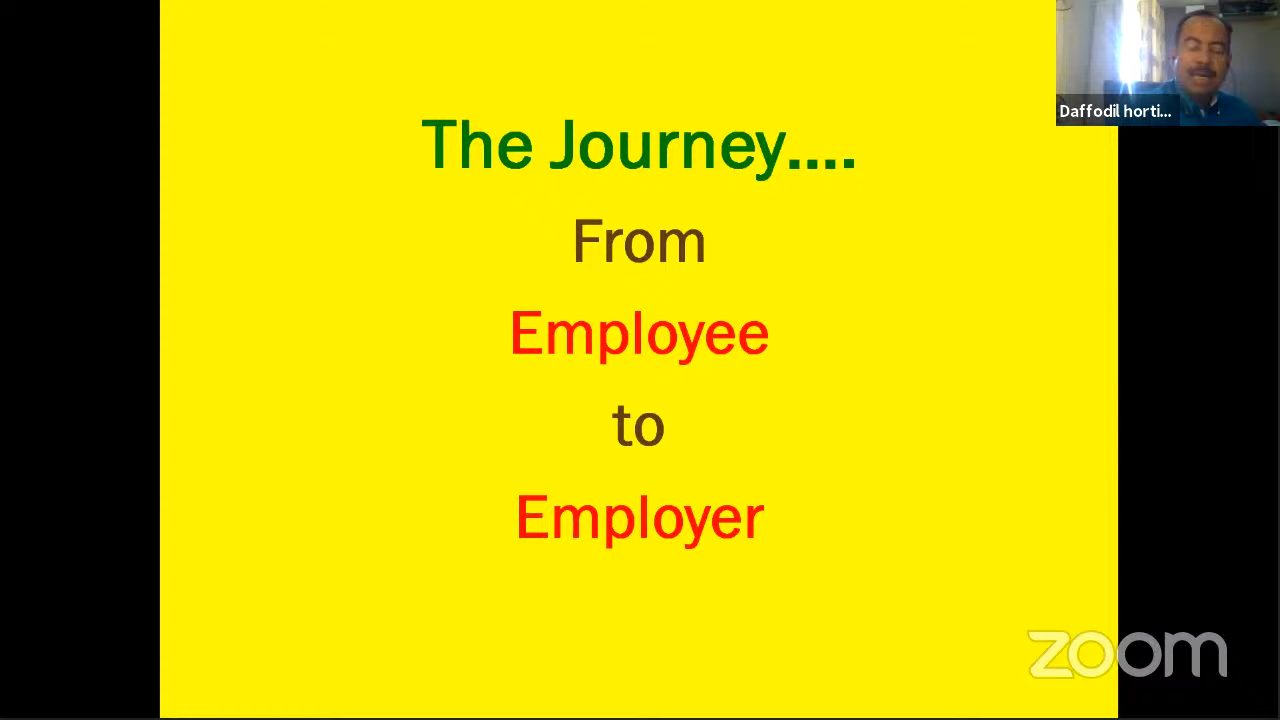 The Journey....
From
Employee
to
Employer
Daffodil horti...
zoom